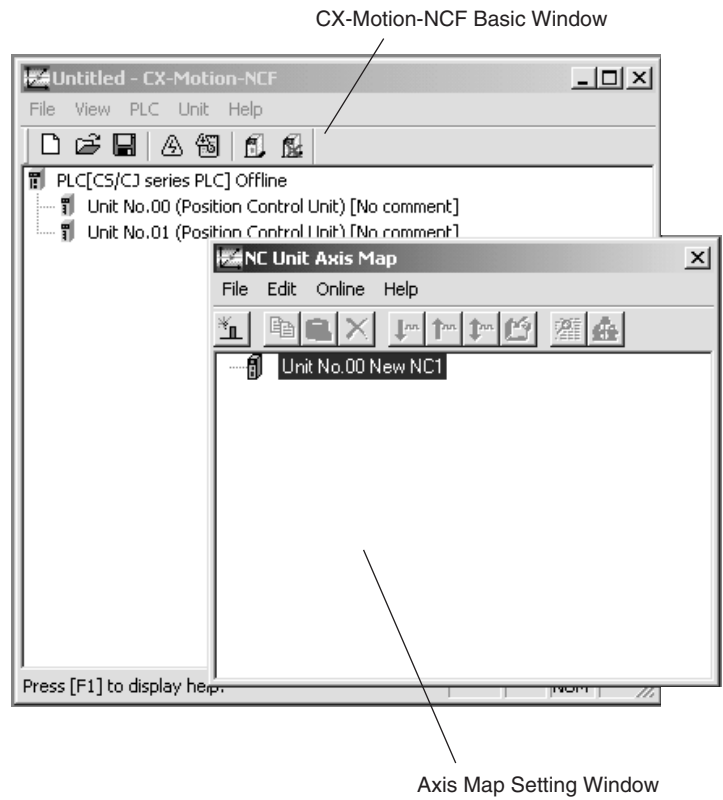 CX-Motion-NCF Basic Window
Untitled - CX-Motion-NCF
File View PLC Unit Help
PLC[CS/CJ series PLC] Offline
Unit No.00 (Position Control Unit) [No comment]
Unit No.01 (Position Control Unit) [No comment]
NC Unit Axis Map
File Edit Online Help
Unit No.00 New NC1
Press [F1] to display help.
NUM
Axis Map Setting Window